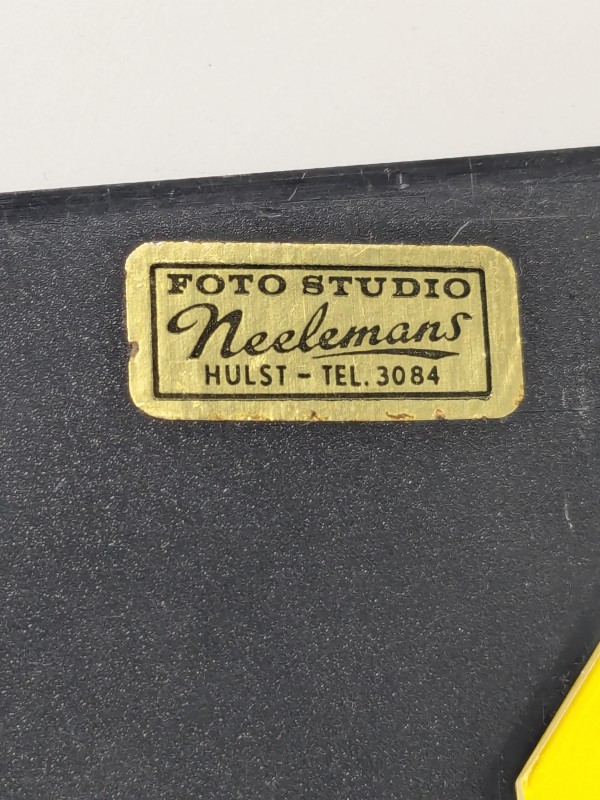 FOTO STUDIO
Neelemans
HULST - TEL. 3084